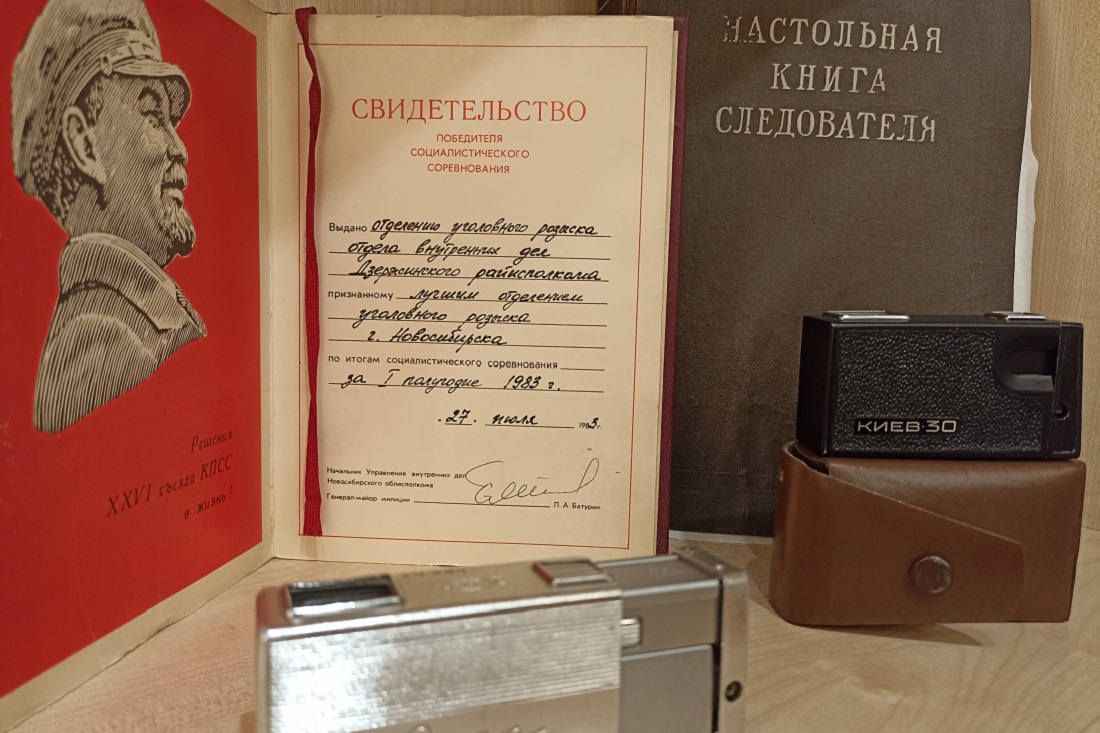 Решения
XXVI съезда КПСС
в жизнь!
СВИДЕТЕЛЬСТВО
ПОБЕДИТЕЛЯ
СОЦИАЛИСТИЧЕСКОГО
СОРЕВНОВАНИЯ
Выдано отделению уголовного розыска
отдела внутренних дел
Дзержинского райисполкома
признанному лучшим отделением
уголовного розыска
г. Новосибирска
по итогам социалистического соревнования
за I полугодие 1983 г.
27. июля 1983 г.
Начальник Управления внутренних дел
Новосибирского облисполкома
Генерал-майор милиции П. А. Батурин
НАСТОЛЬНАЯ
КНИГА
СЛЕДОВАТЕЛЯ
КИЕВ-30